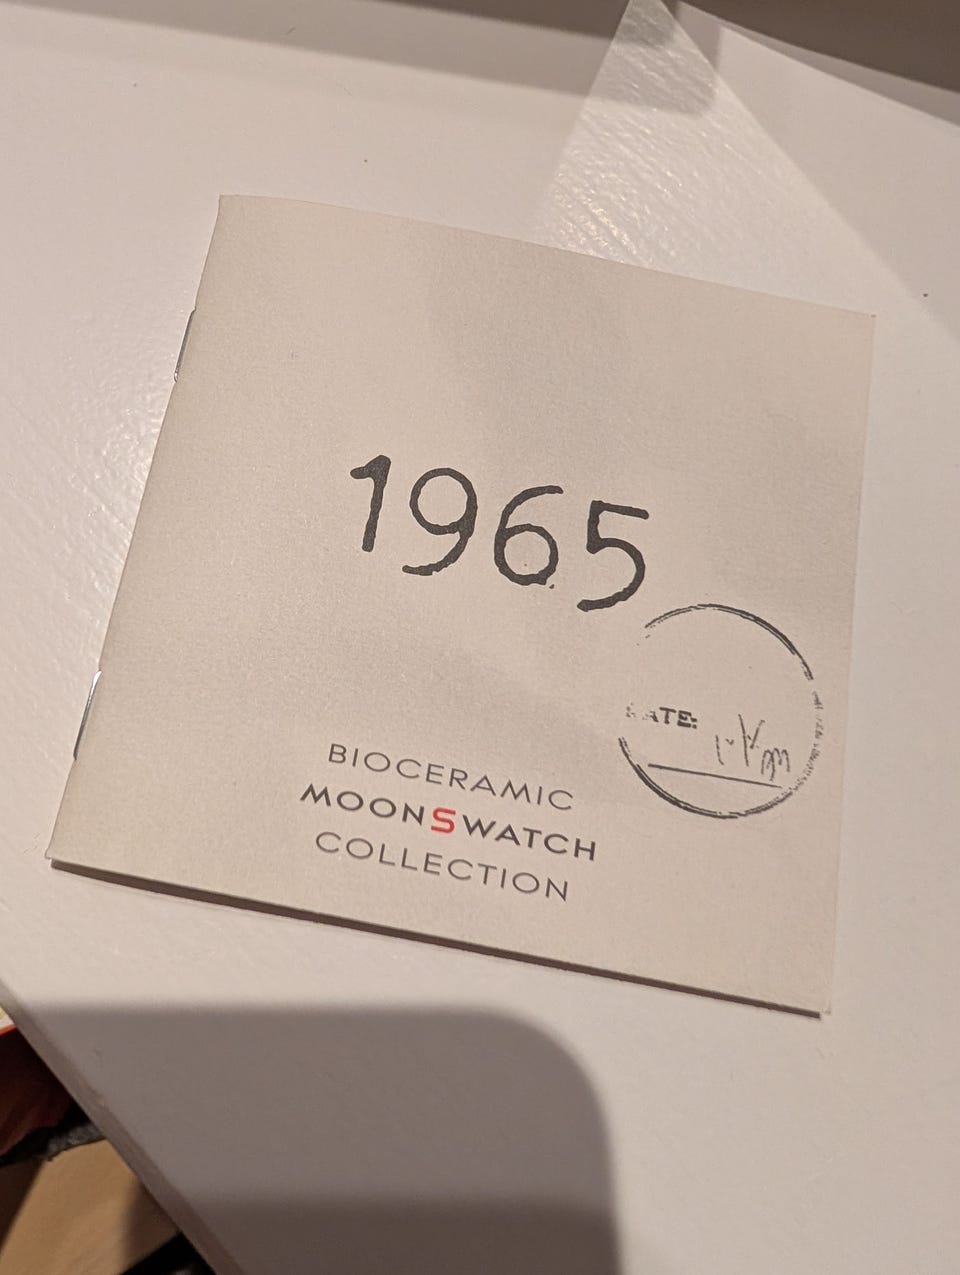 1965
BIOCERAMIC
MOONSWATCH
COLLECTION